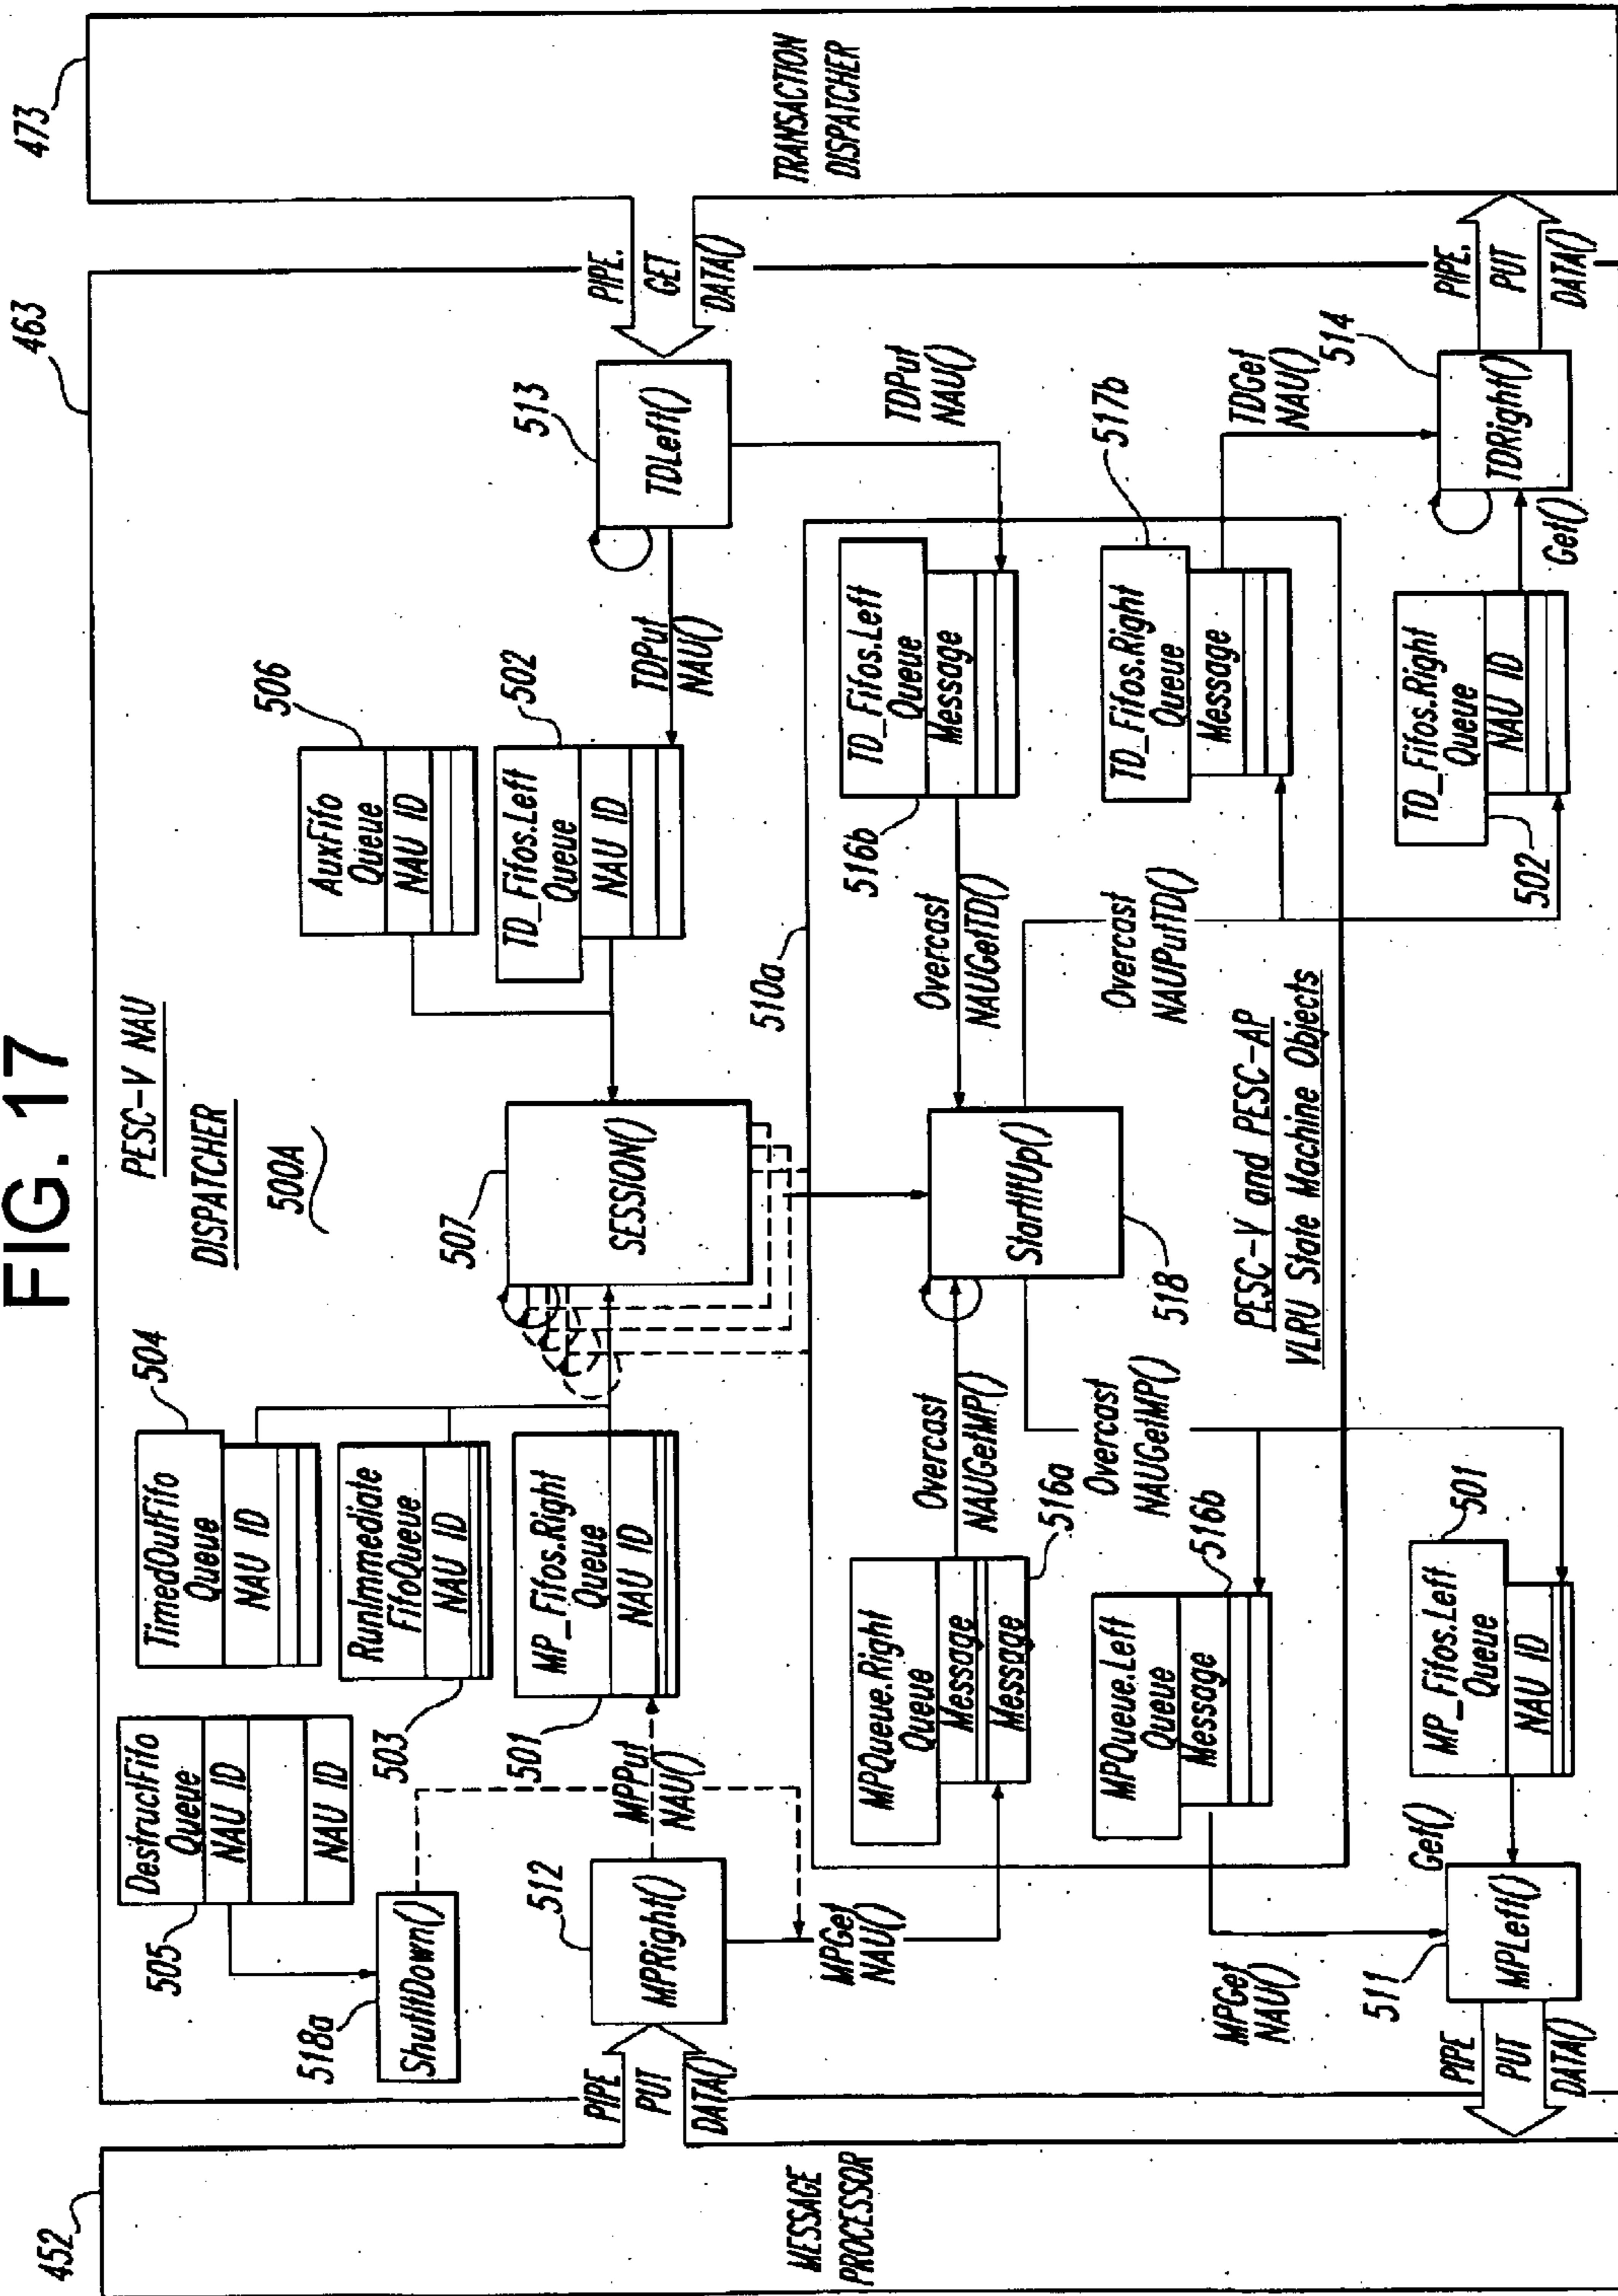 FIG. 17
452
MESSAGE
PROCESSOR
463
473
TRANSACTION
DISPATCHER
PESC-V NAU
DISPATCHER
500A
DestructFifo
Queue
NAU ID
NAU ID
505
518a
ShutItDown()
TimedOutFifo
Queue
NAU ID
504
RunImmediate
FifoQueue
NAU ID
503
MP_Fifos.Right
Queue
NAU ID
501
507
SESSION()
AuxFifo
Queue
NAU ID
506
TD_Fifos.Left
Queue
NAU ID
502
TDPut
NAU()
513
TDLeft()
PIPE.
GET
DATA()
PIPE
PUT
DATA()
512
MPRight()
MPPut
NAU()
MPGet
NAU()
510a
MPQueue.Right
Queue
Message
Message
516a
Overcast
NAUGetMP()
StartItUp()
518
Overcast
NAUGetTD()
TD_Fifos.Left
Queue
Message
516b
TDPut
NAU()
MPQueue.Left
Queue
Message
516b
Overcast
NAUGetMP()
Overcast
NAUPutTD()
TD_Fifos.Right
Queue
Message
517b
TDGet
NAU()
PESC-V and PESC-AP
VLRU State Machine Objects
MPGet
NAU()
511
MPLeft()
Get()
PIPE
PUT
DATA()
MP_Fifos.Left
Queue
NAU ID
501
TD_Fifos.Right
Queue
NAU ID
502
Get()
514
TDRight()
PIPE.
PUT
DATA()